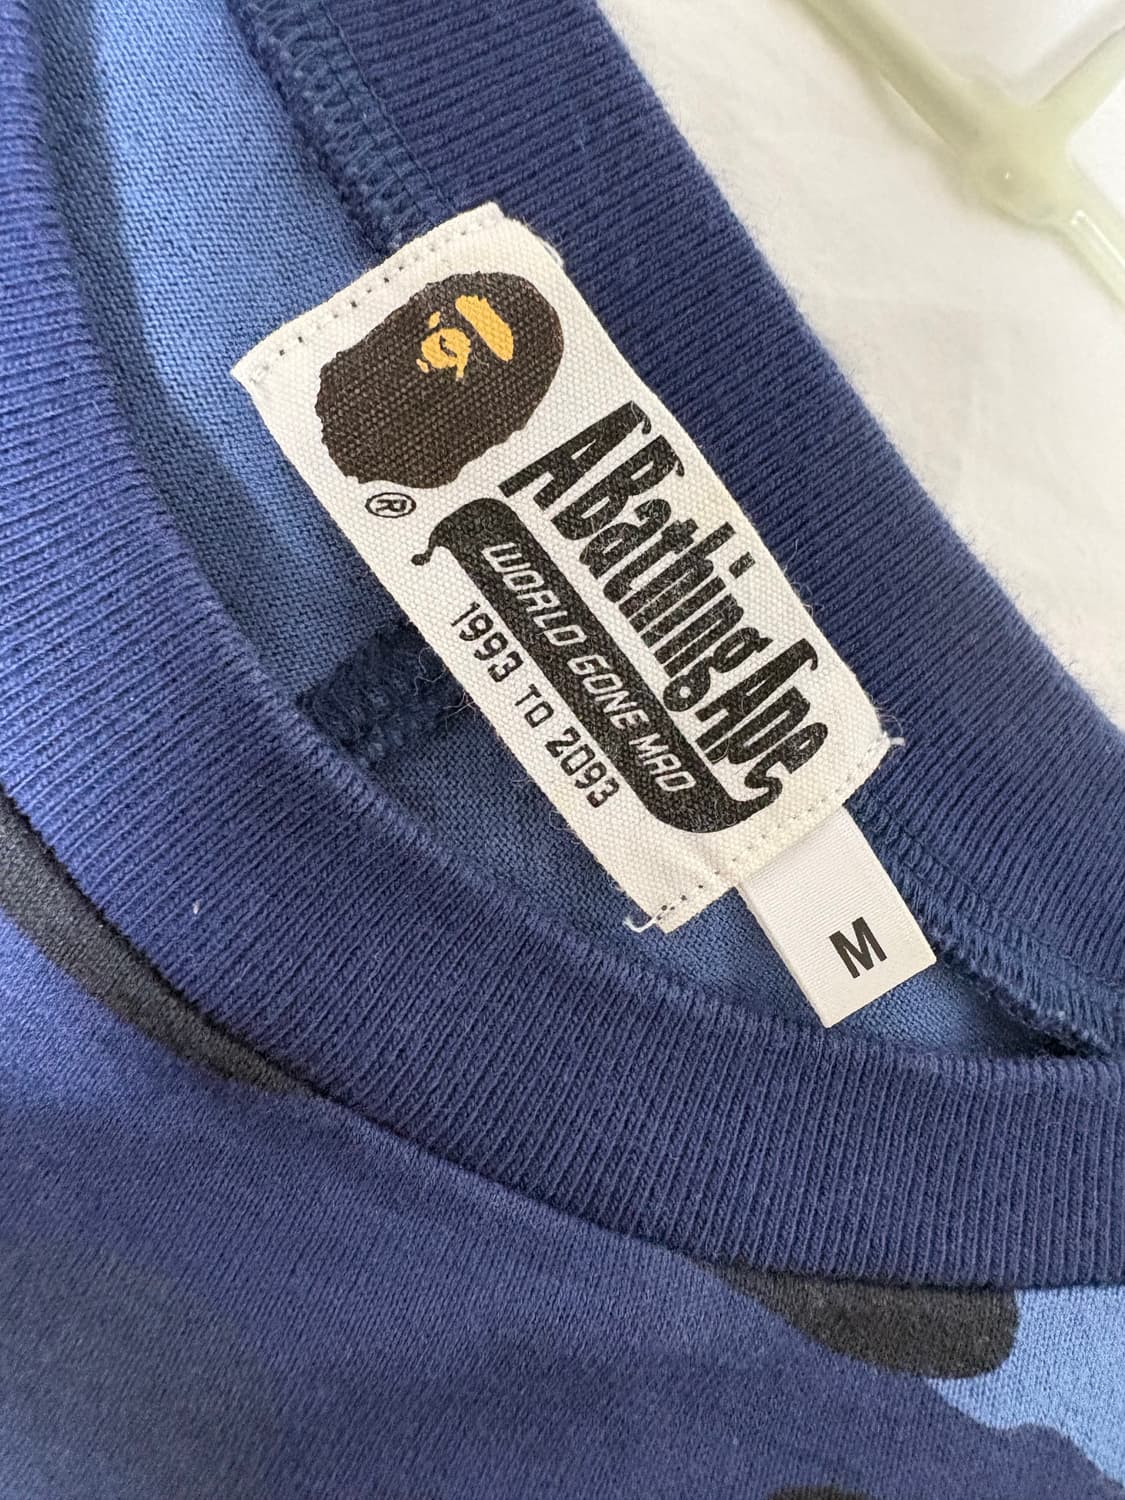 ®
ABathingApe
WORLD GONE MAD
1993 TO 2093
M